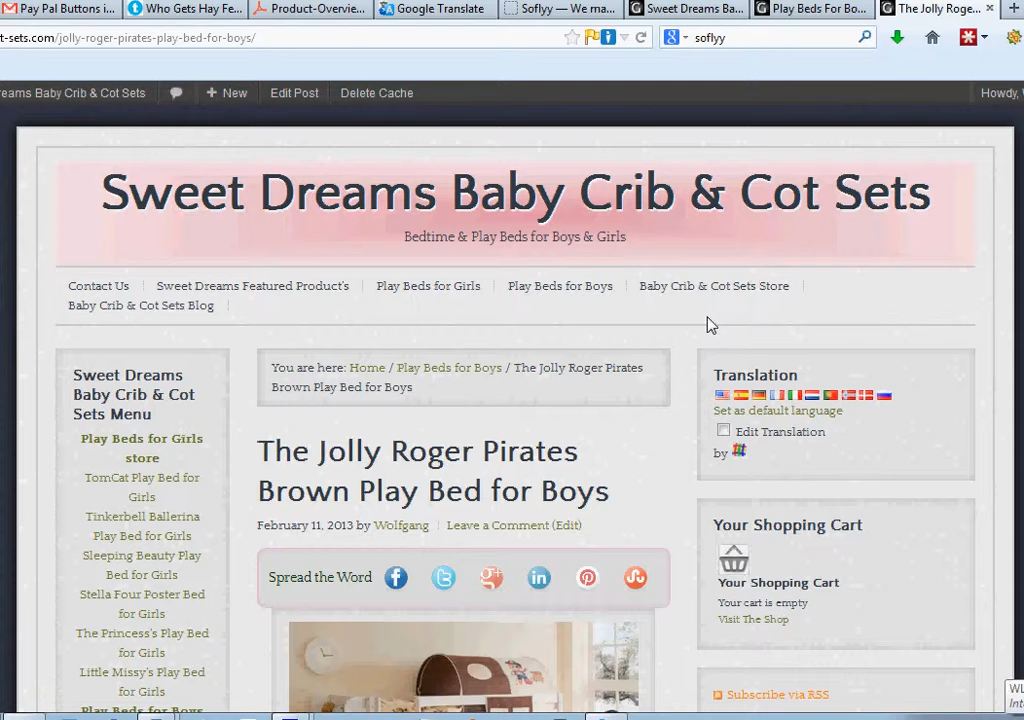 Gmail Pay Pal Buttons i...
Who Gets Hay Fe...
Product-Overvie...
Google Translate
Soflyy — We ma...
Sweet Dreams Ba...
Play Beds For Bo...
The Jolly Roge...
t-sets.com/jolly-roger-pirates-play-bed-for-boys/
soflyy
reams Baby Crib & Cot Sets
New
Edit Post
Delete Cache
Howdy,
Sweet Dreams Baby Crib & Cot Sets
Bedtime & Play Beds for Boys & Girls
Contact Us
Sweet Dreams Featured Product's
Play Beds for Girls
Play Beds for Boys
Baby Crib & Cot Sets Store
Baby Crib & Cot Sets Blog
Sweet Dreams
Baby Crib & Cot
Sets Menu
Play Beds for Girls
store
TomCat Play Bed for
Girls
Tinkerbell Ballerina
Play Bed for Girls
Sleeping Beauty Play
Bed for Girls
Stella Four Poster Bed
for Girls
The Princess's Play Bed
for Girls
Little Missy's Play Bed
for Girls
Play Beds for Boys
You are here: Home / Play Beds for Boys / The Jolly Roger Pirates
Brown Play Bed for Boys
The Jolly Roger Pirates
Brown Play Bed for Boys
February 11, 2013 by Wolfgang
Leave a Comment (Edit)
Spread the Word
Translation
Set as default language
Edit Translation
by
Your Shopping Cart
Your Shopping Cart
Your cart is empty
Visit The Shop
Subscribe via RSS